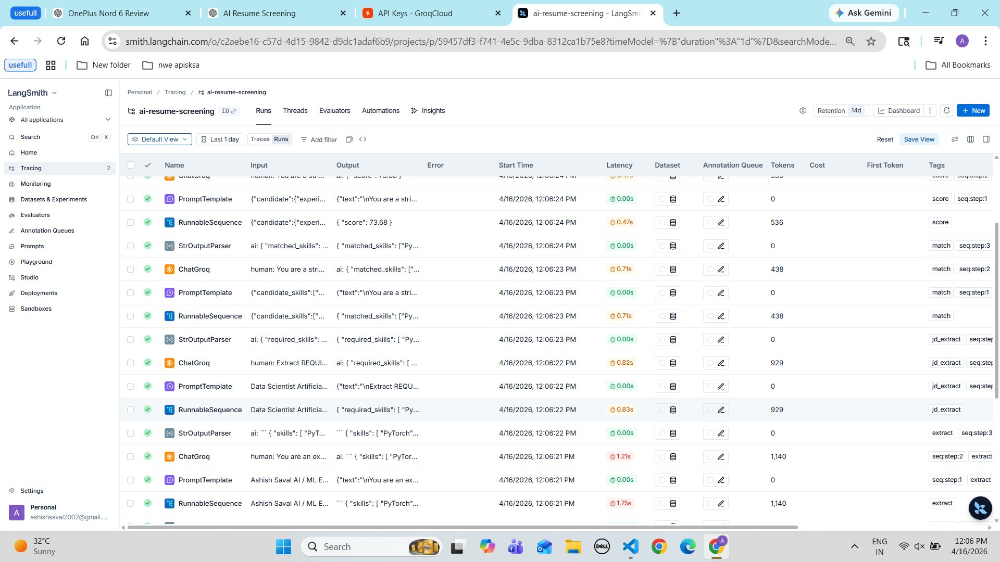 usefull
OnePlus Nord 6 Review
AI Resume Screening
API Keys - GroqCloud
ai-resume-screening - LangSmi
Ask Gemini
smith.langchain.com/o/c2aebe16-c57d-4d15-9842-d9dc1adaf6b9/projects/p/59457df3-f741-4e5c-9dba-8312ca1b75e8?timeModel=%7B"duration"%3A"1d"%7D&searchMode...
A
usefull
New folder
nwe apisksa
All Bookmarks
LangSmith
Application
All applications
Search Ctrl K
Home
Tracing 2
Monitoring
Datasets & Experiments
Evaluators
Annotation Queues
Prompts
Playground
Studio
Deployments
Sandboxes
Settings
A
Personal
ashishsaval2002@gmail....
Personal / Tracing / ai-resume-screening
ai-resume-screening ID Runs Threads Evaluators Automations Insights Retention 14d Dashboard + New
Default View Last 1 day Traces Runs Add filter Reset Save View
Name Input Output Error Start Time Latency Dataset Annotation Queue Tokens Cost First Token Tags
PromptTemplate {"candidate":{"experi... {"text":"\nYou are a stri... 4/16/2026, 12:06:24 PM 0.00s 0 score seq:step:1
RunnableSequence {"candidate":{"experi... { "score": 73.68 } 4/16/2026, 12:06:24 PM 0.47s 536 score
StrOutputParser ai: { "matched_skills": ... { "matched_skills": ["Py... 4/16/2026, 12:06:24 PM 0.00s 0 match seq:step:3
ChatGroq human: You are a stri... ai: { "matched_skills": ["... 4/16/2026, 12:06:23 PM 0.71s 438 match seq:step:2
PromptTemplate {"candidate_skills":["... {"text":"\nYou are a stri... 4/16/2026, 12:06:23 PM 0.00s 0 match seq:step:1
RunnableSequence {"candidate_skills":["... { "matched_skills": ["Py... 4/16/2026, 12:06:23 PM 0.71s 438 match
StrOutputParser ai: { "required_skills": ... { "required_skills": [ "Py... 4/16/2026, 12:06:23 PM 0.00s 0 jd_extract seq:step
ChatGroq human: Extract REQUI... ai: { "required_skills": [ ... 4/16/2026, 12:06:22 PM 0.82s 929 jd_extract seq:step
PromptTemplate Data Scientist Artificia... {"text":"\nExtract REQU... 4/16/2026, 12:06:22 PM 0.00s 0 jd_extract seq:step
RunnableSequence Data Scientist Artificia... { "required_skills": [ "Py... 4/16/2026, 12:06:22 PM 0.83s 929 jd_extract
StrOutputParser ai: ``` { "skills": [ "PyT... ``` { "skills": [ "PyTorch"... 4/16/2026, 12:06:22 PM 0.00s 0 extract seq:step:3
ChatGroq human: You are an ex... ai: ``` { "skills": [ "PyTor... 4/16/2026, 12:06:21 PM 1.21s 1,140 seq:step:2 extract
PromptTemplate Ashish Saval AI / ML E... {"text":"\nYou are an ex... 4/16/2026, 12:06:21 PM 0.00s 0 seq:step:1 extract
RunnableSequence Ashish Saval AI / ML E... ``` { "skills": [ "PyTorch"... 4/16/2026, 12:06:21 PM 1.75s 1,140 extract
32°C
Sunny
Search
DELL
ENG
IN
12:06 PM
4/16/2026